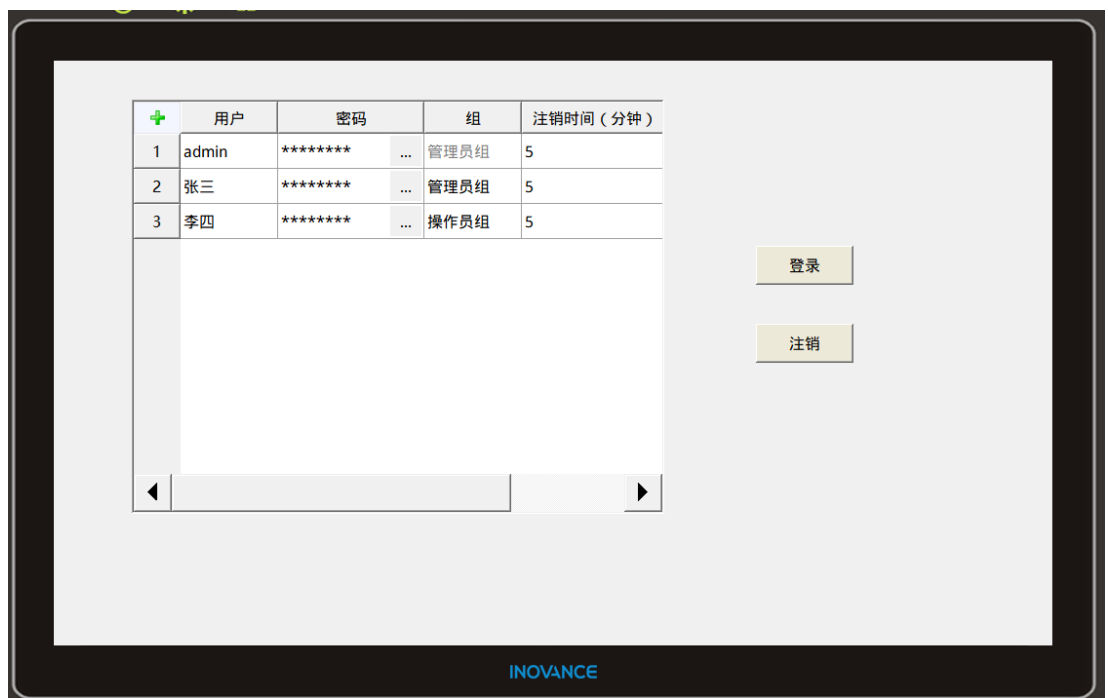 用户 密码 组 注销时间（分钟）
1 admin ******** ... 管理员组 5
2 张三 ******** ... 管理员组 5
3 李四 ******** ... 操作员组 5
登录
注销
INOVANCE